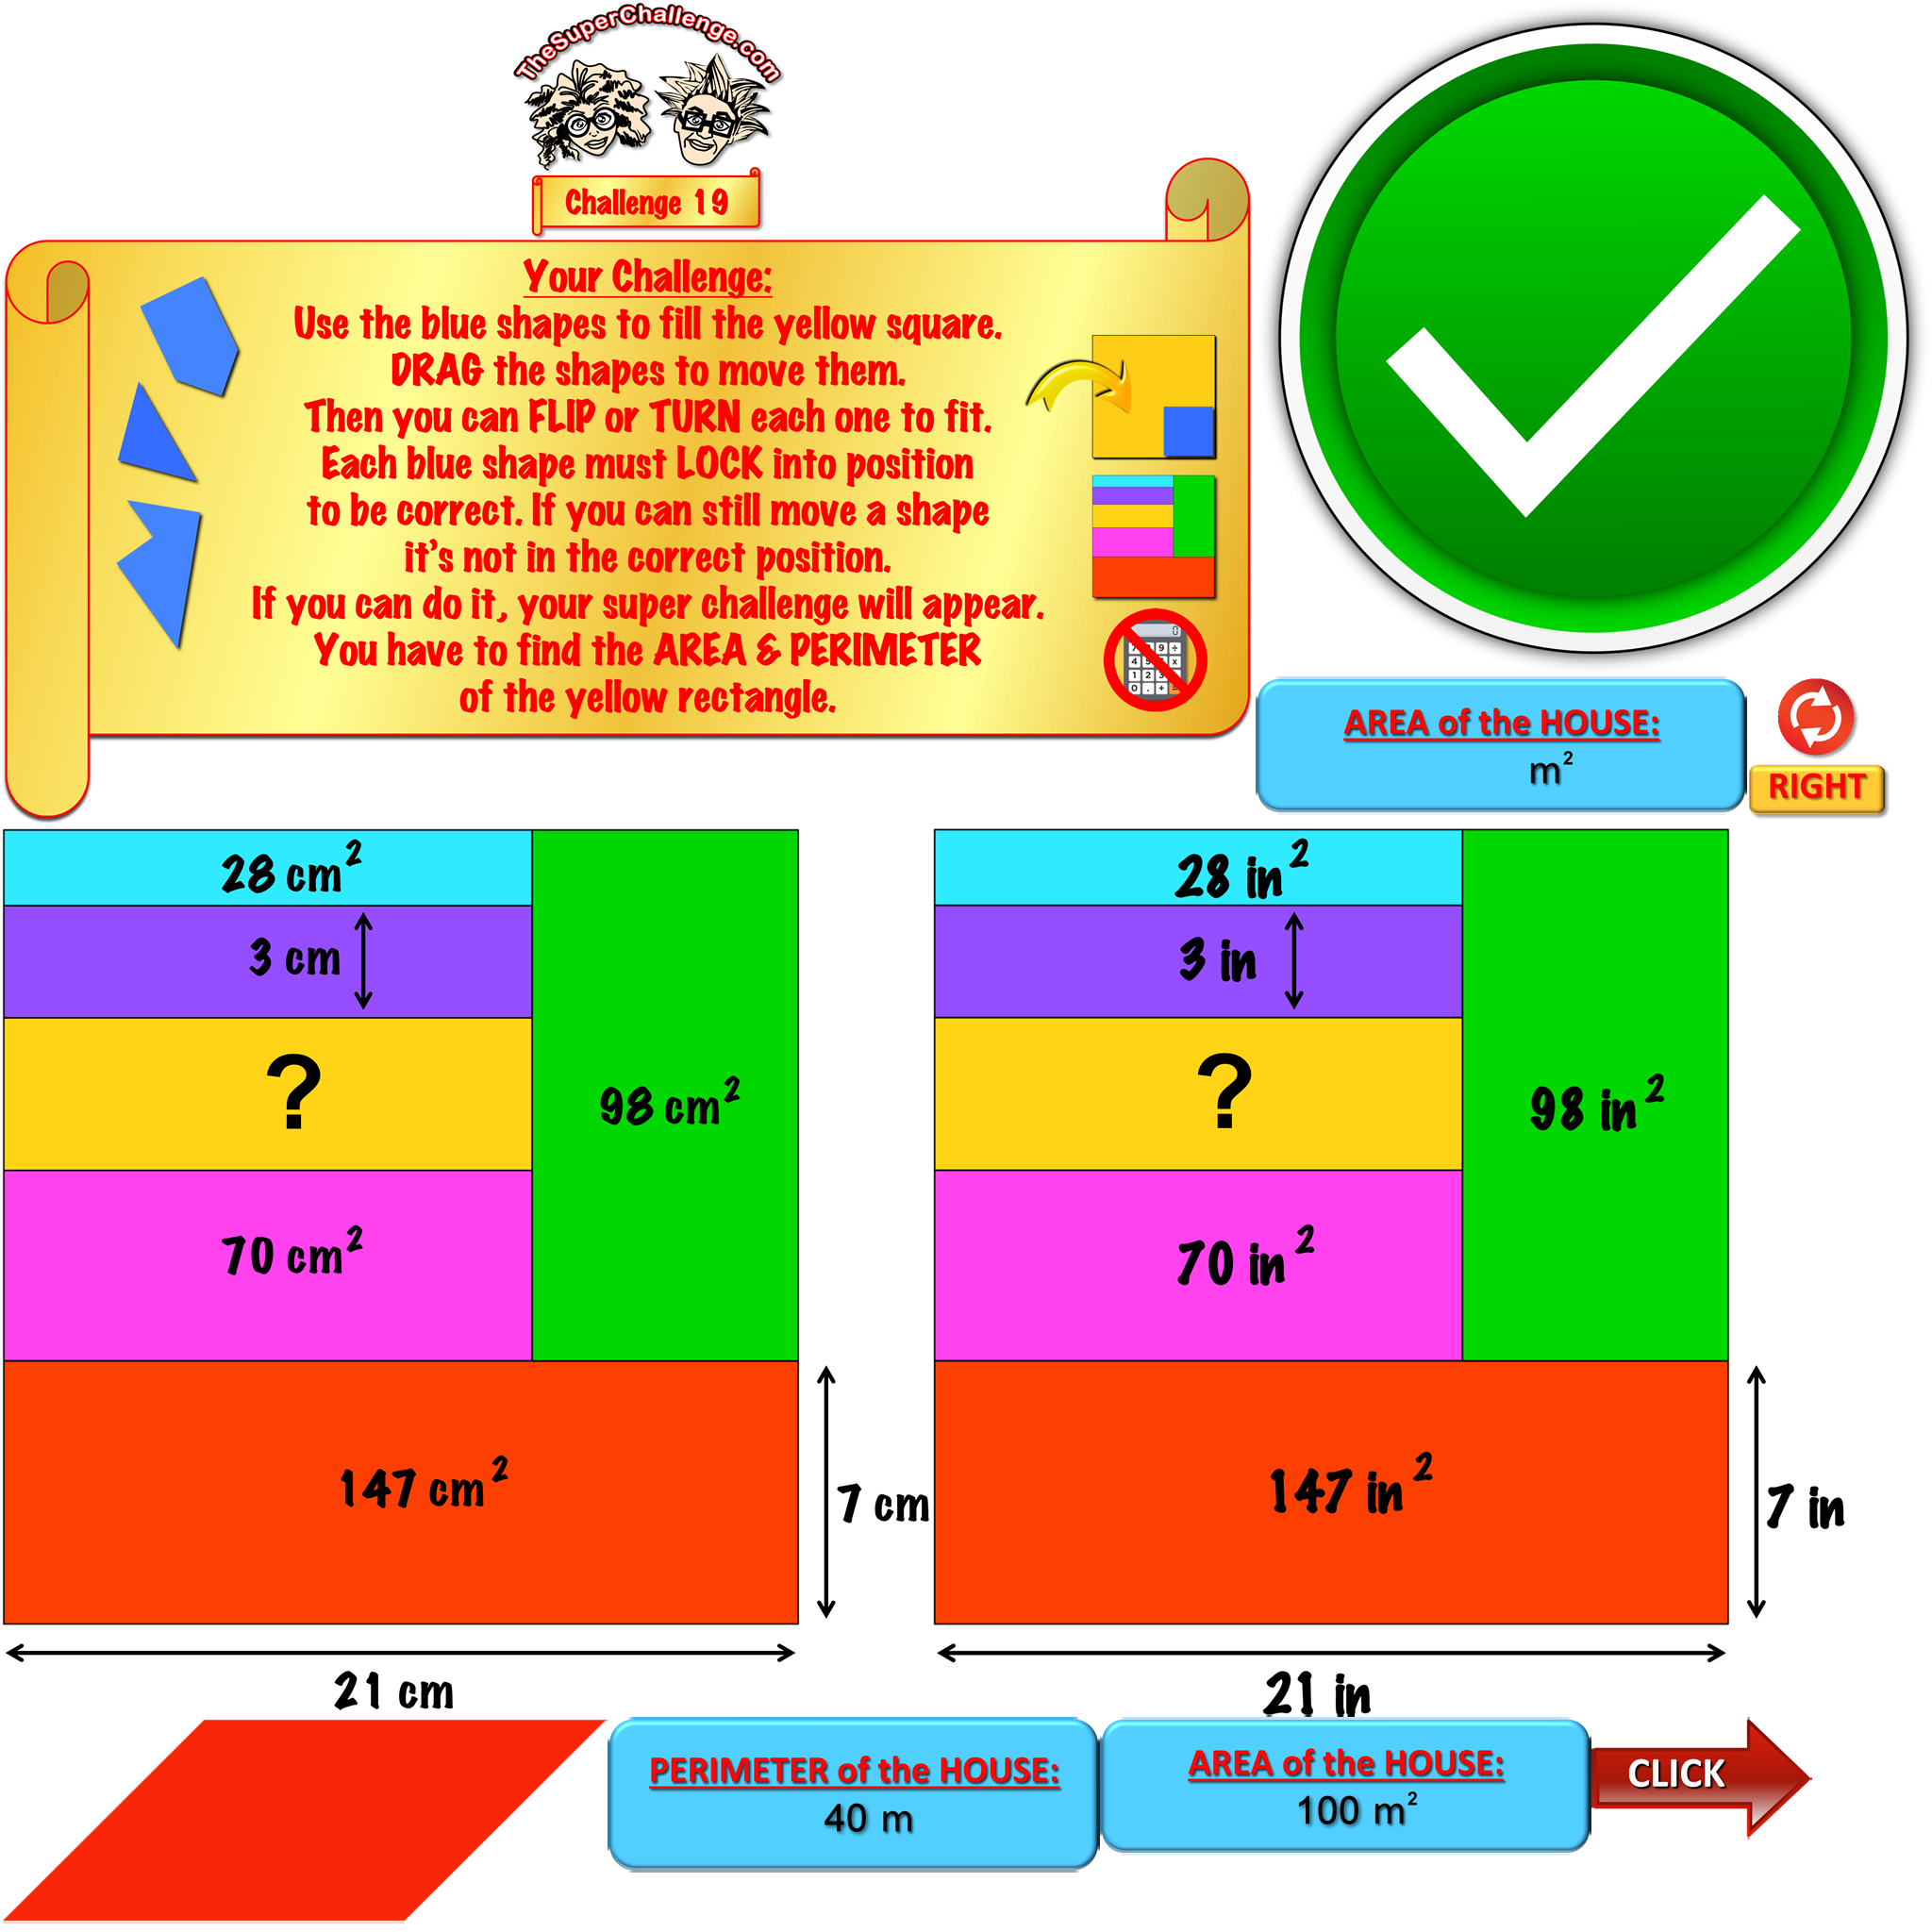 TheSuperChallenge.com
Challenge 19
Your Challenge:
Use the blue shapes to fill the yellow square.
DRAG the shapes to move them.
Then you can FLIP or TURN each one to fit.
Each blue shape must LOCK into position
to be correct. If you can still move a shape
it's not in the correct position.
If you can do it, your super challenge will appear.
You have to find the AREA & PERIMETER
of the yellow rectangle.
AREA of the HOUSE:
m²
RIGHT
28 cm²
3 cm
?
98 cm²
70 cm²
147 cm²
7 cm
21 cm
28 in²
3 in
?
98 in²
70 in²
147 in²
7 in
21 in
PERIMETER of the HOUSE:
40 m
AREA of the HOUSE:
100 m²
CLICK